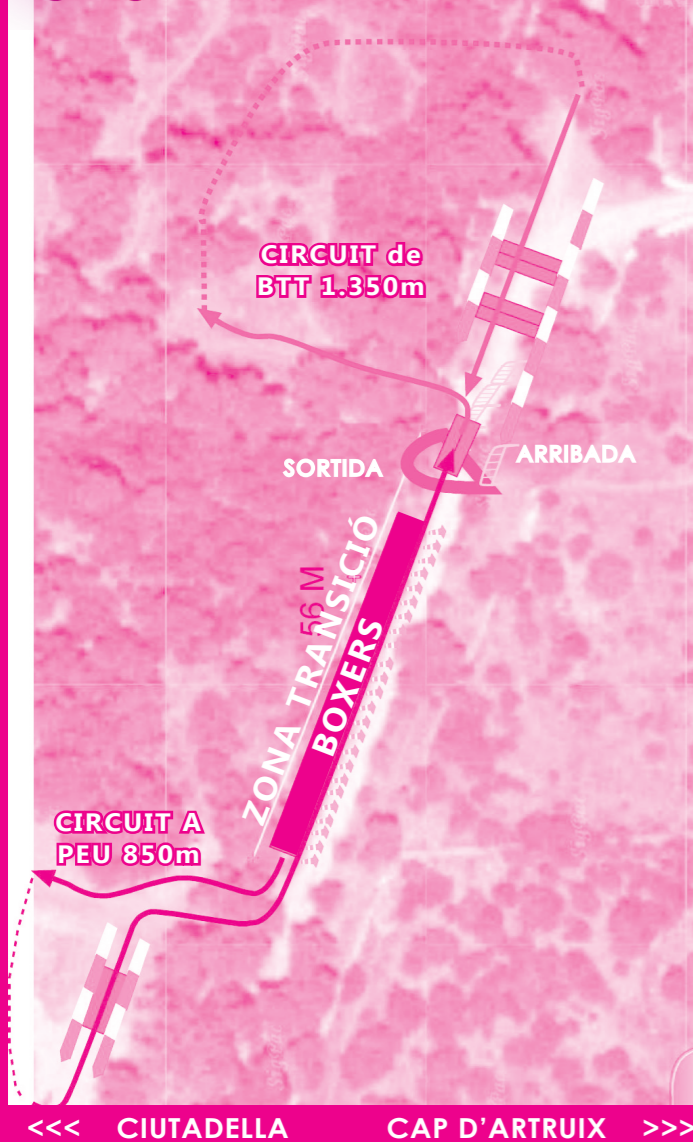 CIRCUIT de
BTT 1.350m
SORTIDA
ARRIBADA
ZONA TRANSICIÓ
56 M
BOXERS
CIRCUIT A
PEU 850m
<<< CIUTADELLA CAP D'ARTRUIX >>>